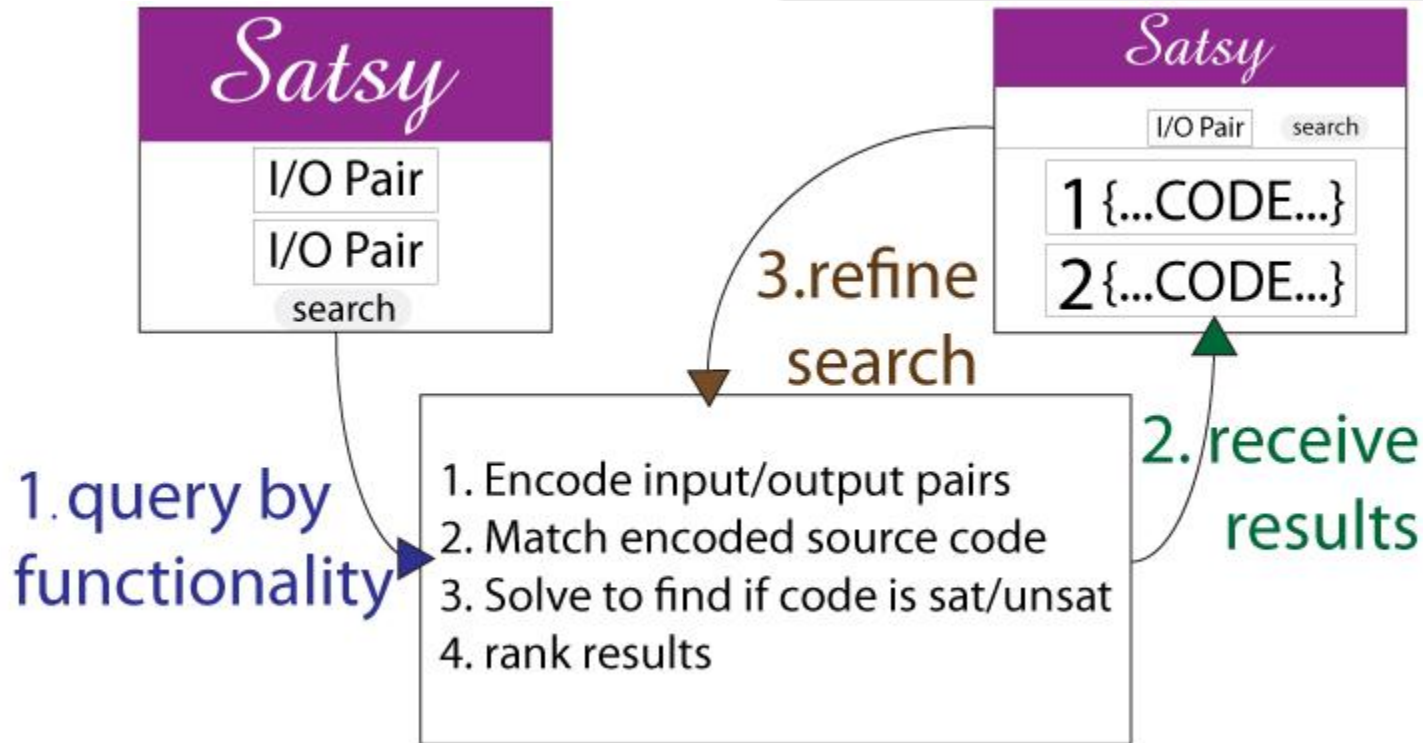 Satsy
I/O Pair
I/O Pair
search
1. query by
functionality
1. Encode input/output pairs
2. Match encoded source code
3. Solve to find if code is sat/unsat
4. rank results
2. receive
results
Satsy
I/O Pair search
1 {...CODE...}
2 {...CODE...}
3.refine
search